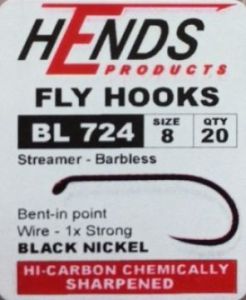 HENDS
PRODUCTS
FLY HOOKS
BL 724 SIZE 8 QTY 20
Streamer - Barbless
Bent-in point
Wire - 1x Strong
BLACK NICKEL
HI-CARBON CHEMICALLY
SHARPENED